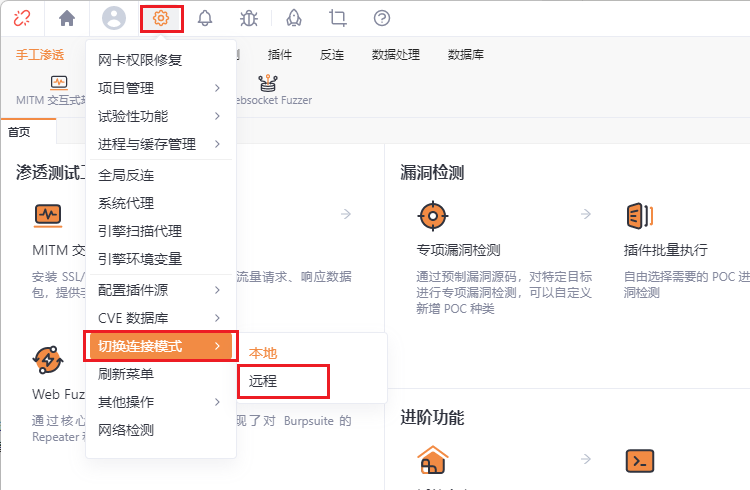 手工渗透
插件
反连
数据处理
数据库
MITM 交互式
ebsocket Fuzzer
首页
网卡权限修复
项目管理
试验性功能
进程与缓存管理
全局反连
系统代理
引擎扫描代理
引擎环境变量
配置插件源
CVE 数据库
切换连接模式
刷新菜单
其他操作
网络检测
本地
远程
渗透测试
MITM 交
安装 SSL/
流量请求、响应数据
包，提供
Web Fuz
通过核心
现了对 Burpsuite 的
Repeater
漏洞检测
专项漏洞检测
通过预制漏洞源码，对特定目标
进行专项漏洞检测，可以自定义
新增 POC 种类
插件批量执行
自由选择需要的 POC 进
洞检测
进阶功能